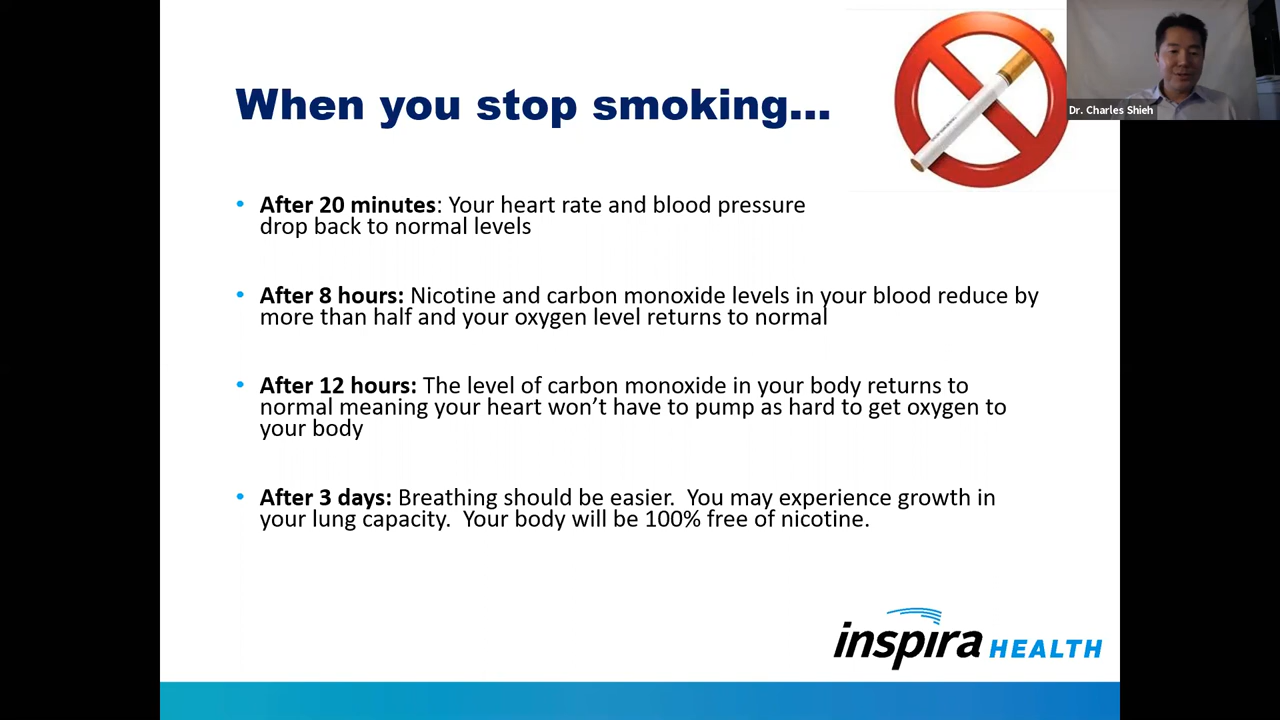 When you stop smoking...
Dr. Charles Shieh
• After 20 minutes: Your heart rate and blood pressure
drop back to normal levels
• After 8 hours: Nicotine and carbon monoxide levels in your blood reduce by
more than half and your oxygen level returns to normal
• After 12 hours: The level of carbon monoxide in your body returns to
normal meaning your heart won’t have to pump as hard to get oxygen to
your body
• After 3 days: Breathing should be easier.  You may experience growth in
your lung capacity.  Your body will be 100% free of nicotine.
inspira HEALTH